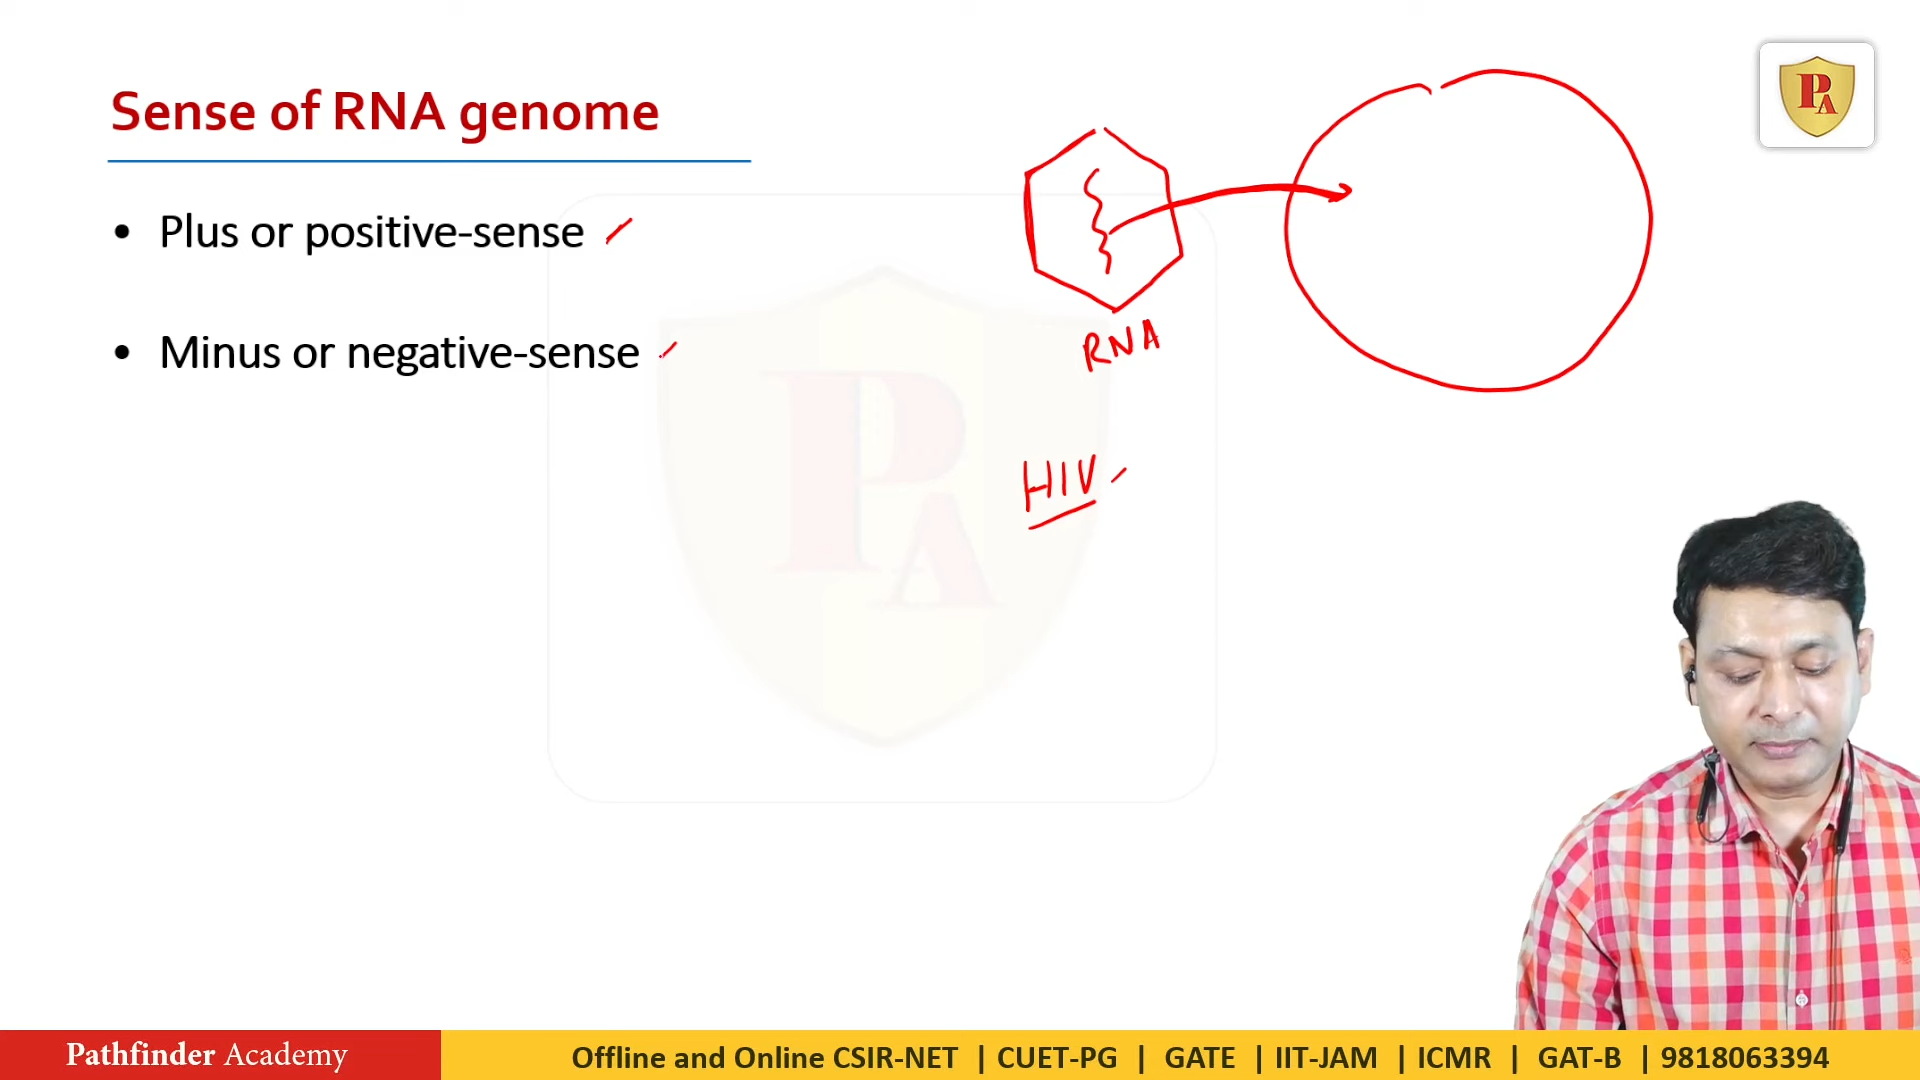 Sense of RNA genome
• Plus or positive-sense
• Minus or negative-sense
RNA
HIV
PA
PA
Pathfinder Academy
Offline and Online CSIR-NET | CUET-PG | GATE | IIT-JAM | ICMR | GAT-B | 9818063394